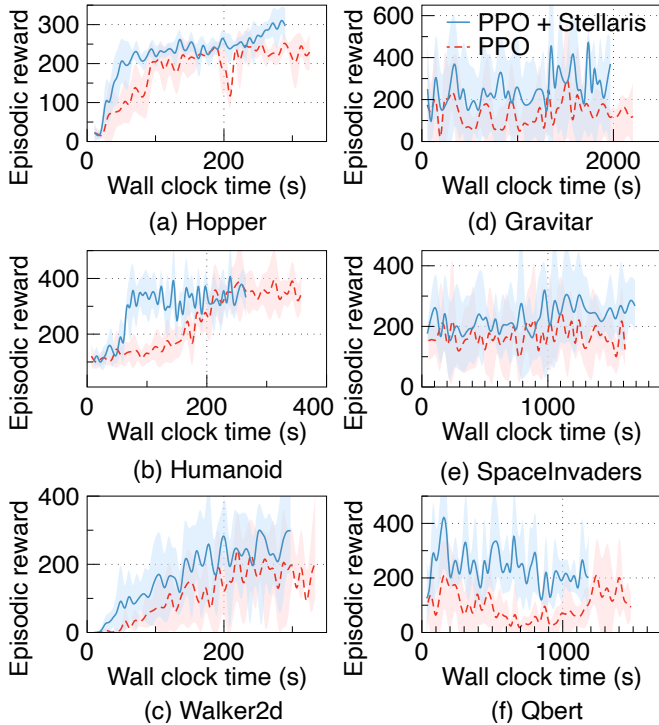 PPO + Stellaris
PPO
Episodic reward
300
200
100
0
200
Wall clock time (s)
(a) Hopper
Episodic reward
600
400
200
0
0
2000
Wall clock time (s)
(d) Gravitar
Episodic reward
400
200
0
200
400
Wall clock time (s)
(b) Humanoid
Episodic reward
400
200
0
0
1000
Wall clock time (s)
(e) SpaceInvaders
Episodic reward
400
200
0
0
200
Wall clock time (s)
(c) Walker2d
Episodic reward
400
200
0
0
1000
Wall clock time (s)
(f) Qbert